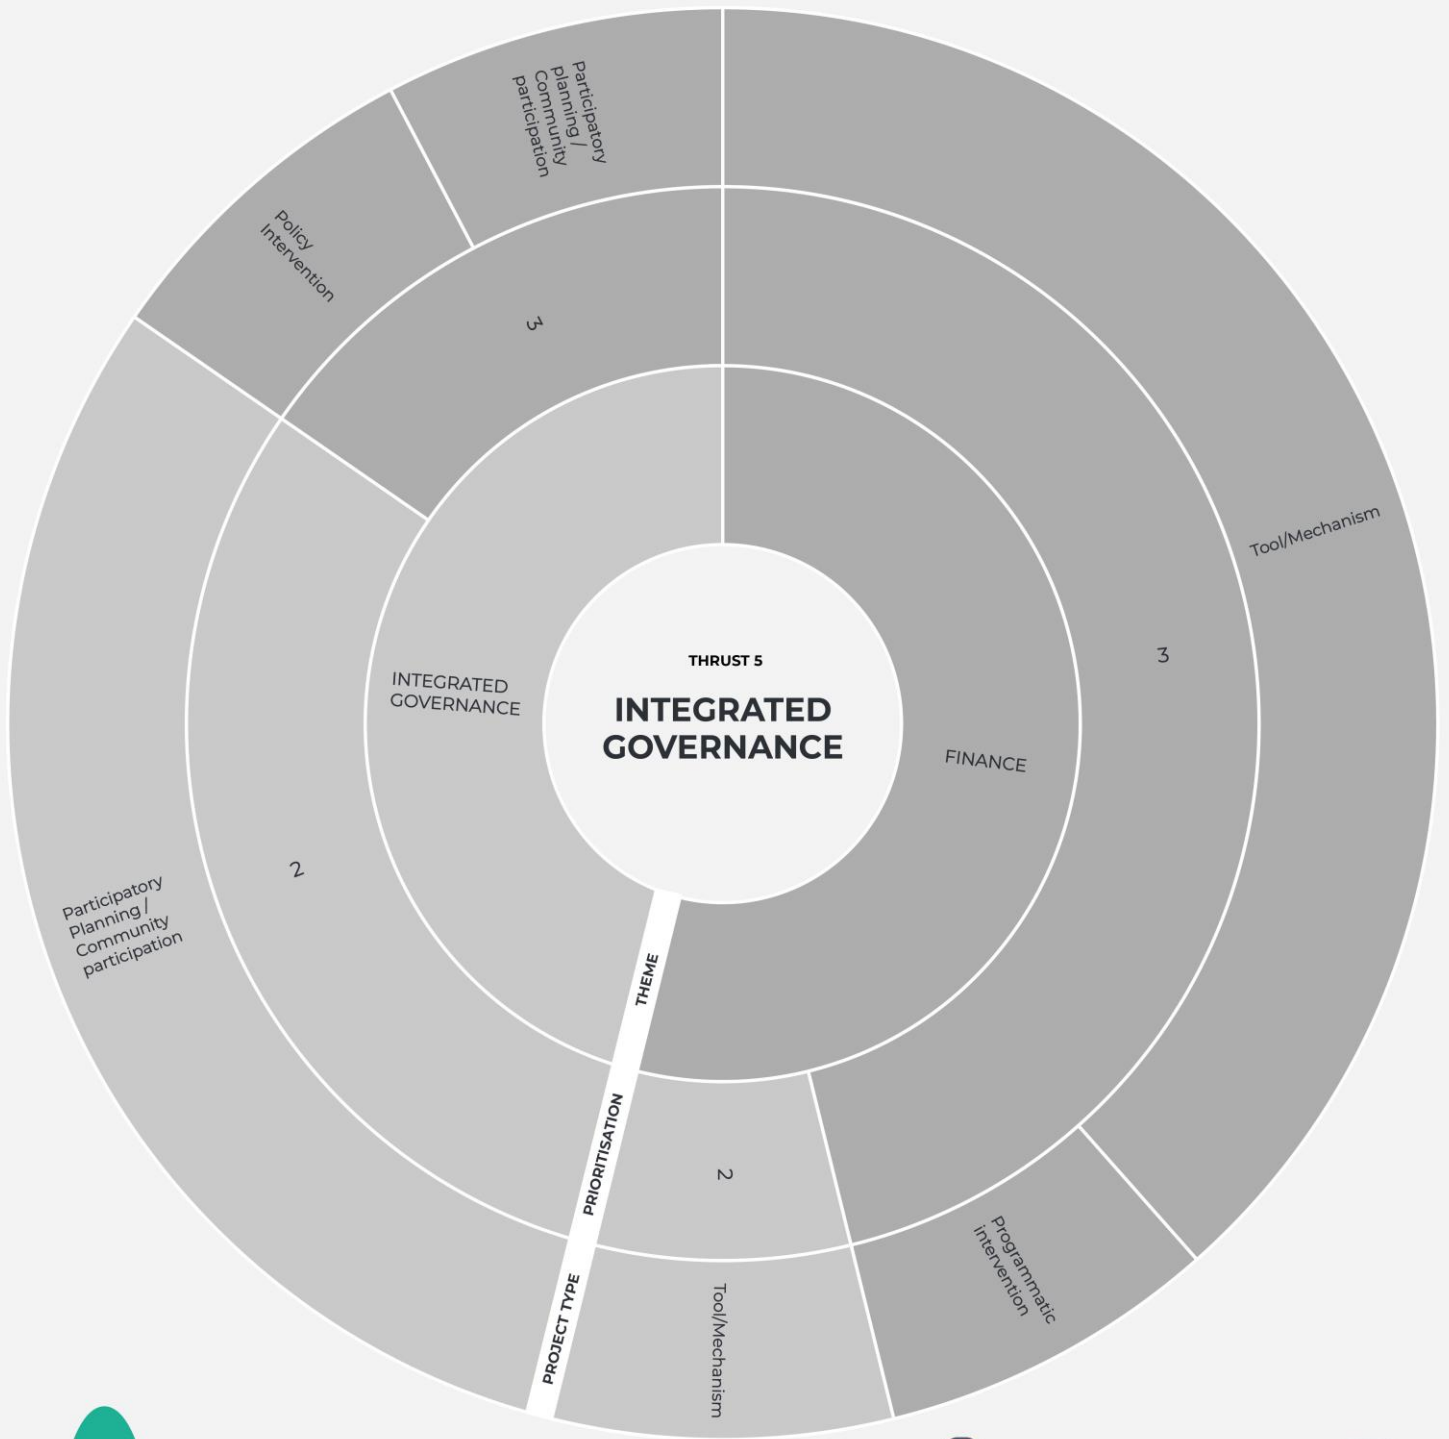 THRUST 5
INTEGRATED
GOVERNANCE
INTEGRATED
GOVERNANCE
FINANCE
3
2
3
2
Participatory
planning /
Community
participation
Policy
Intervention
Participatory
Planning /
Community
participation
Tool/Mechanism
Programmatic
intervention
Tool/Mechanism
THEME
PRIORITISATION
PROJECT TYPE